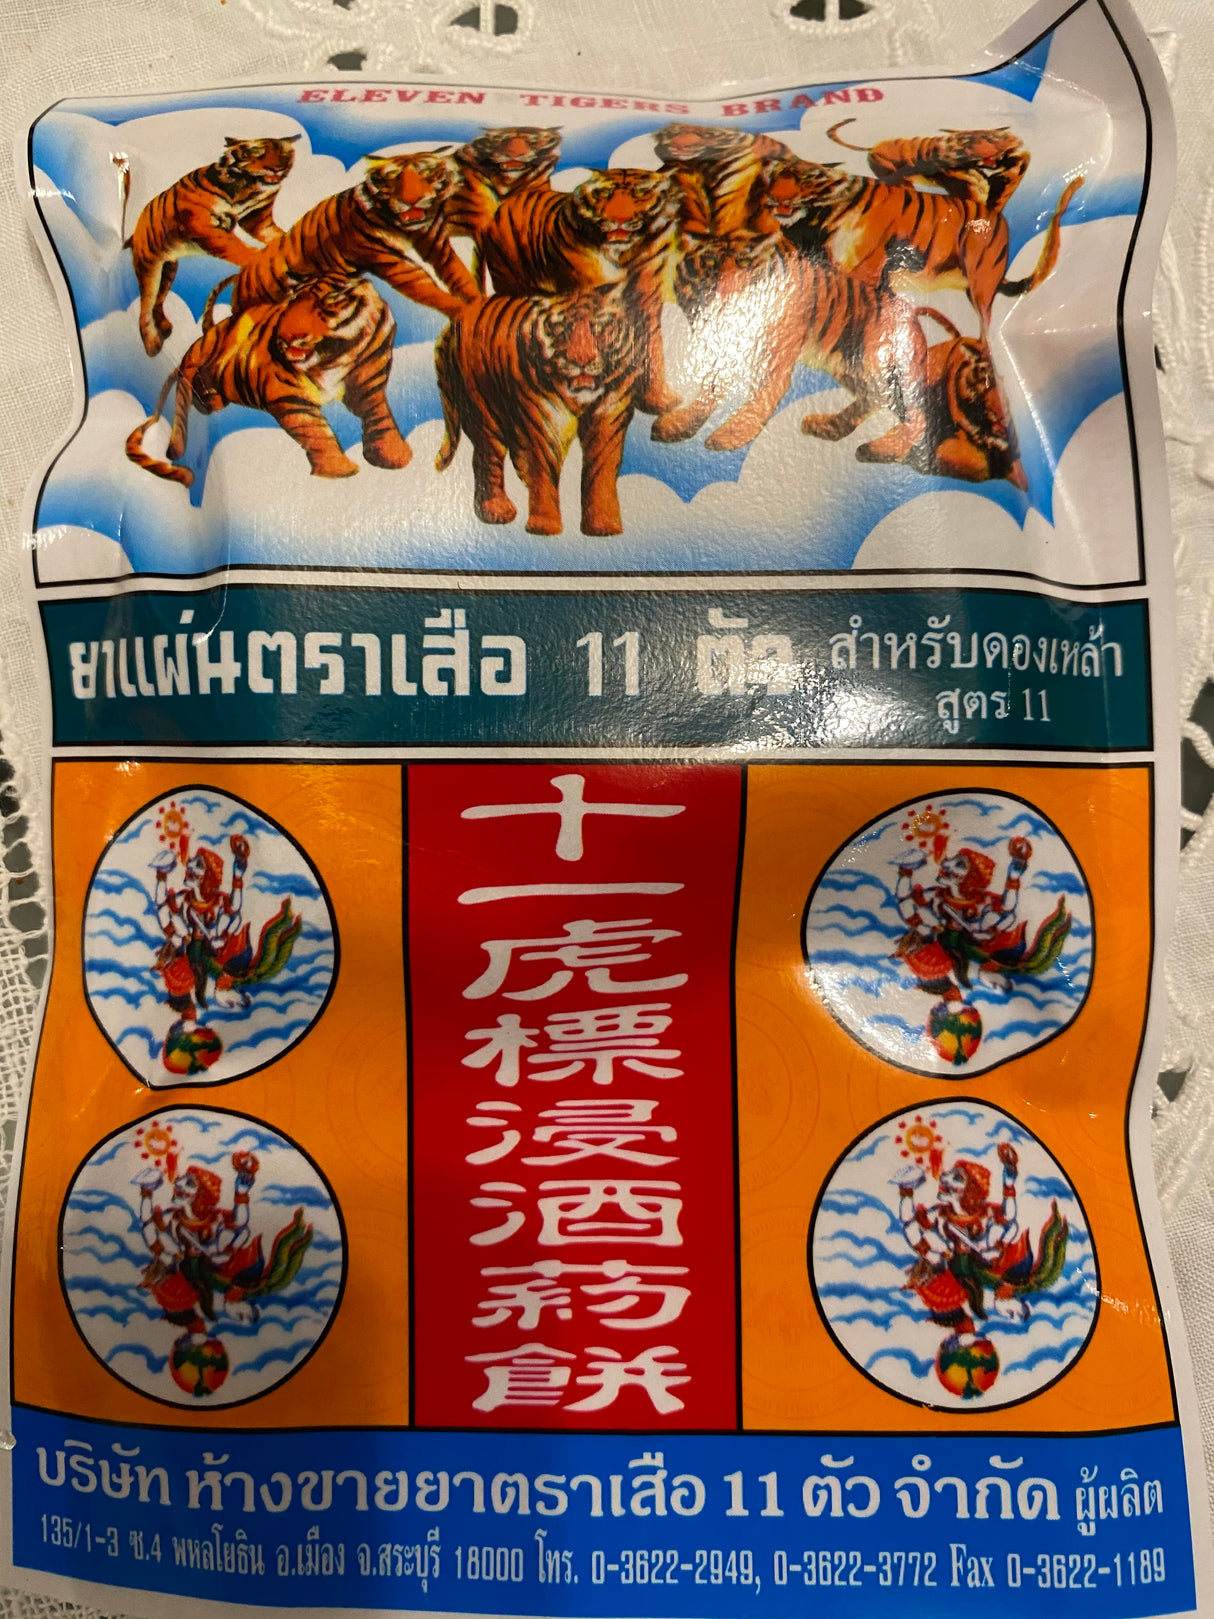 ELEVEN TIGERS BRAND
ยาแผ่นตราเสือ 11 ตัว
สำหรับดองเหล้า
สูตร 11
十一虎標浸酒葯餅
บริษัท ห้างขายยาตราเสือ 11 ตัว จำกัด ผู้ผลิต
135/1-3 ซ.4 พหลโยธิน อ.เมือง จ.สระบุรี 18000 โทร. 0-3622-2949, 0-3622-3772 Fax 0-3622-1189